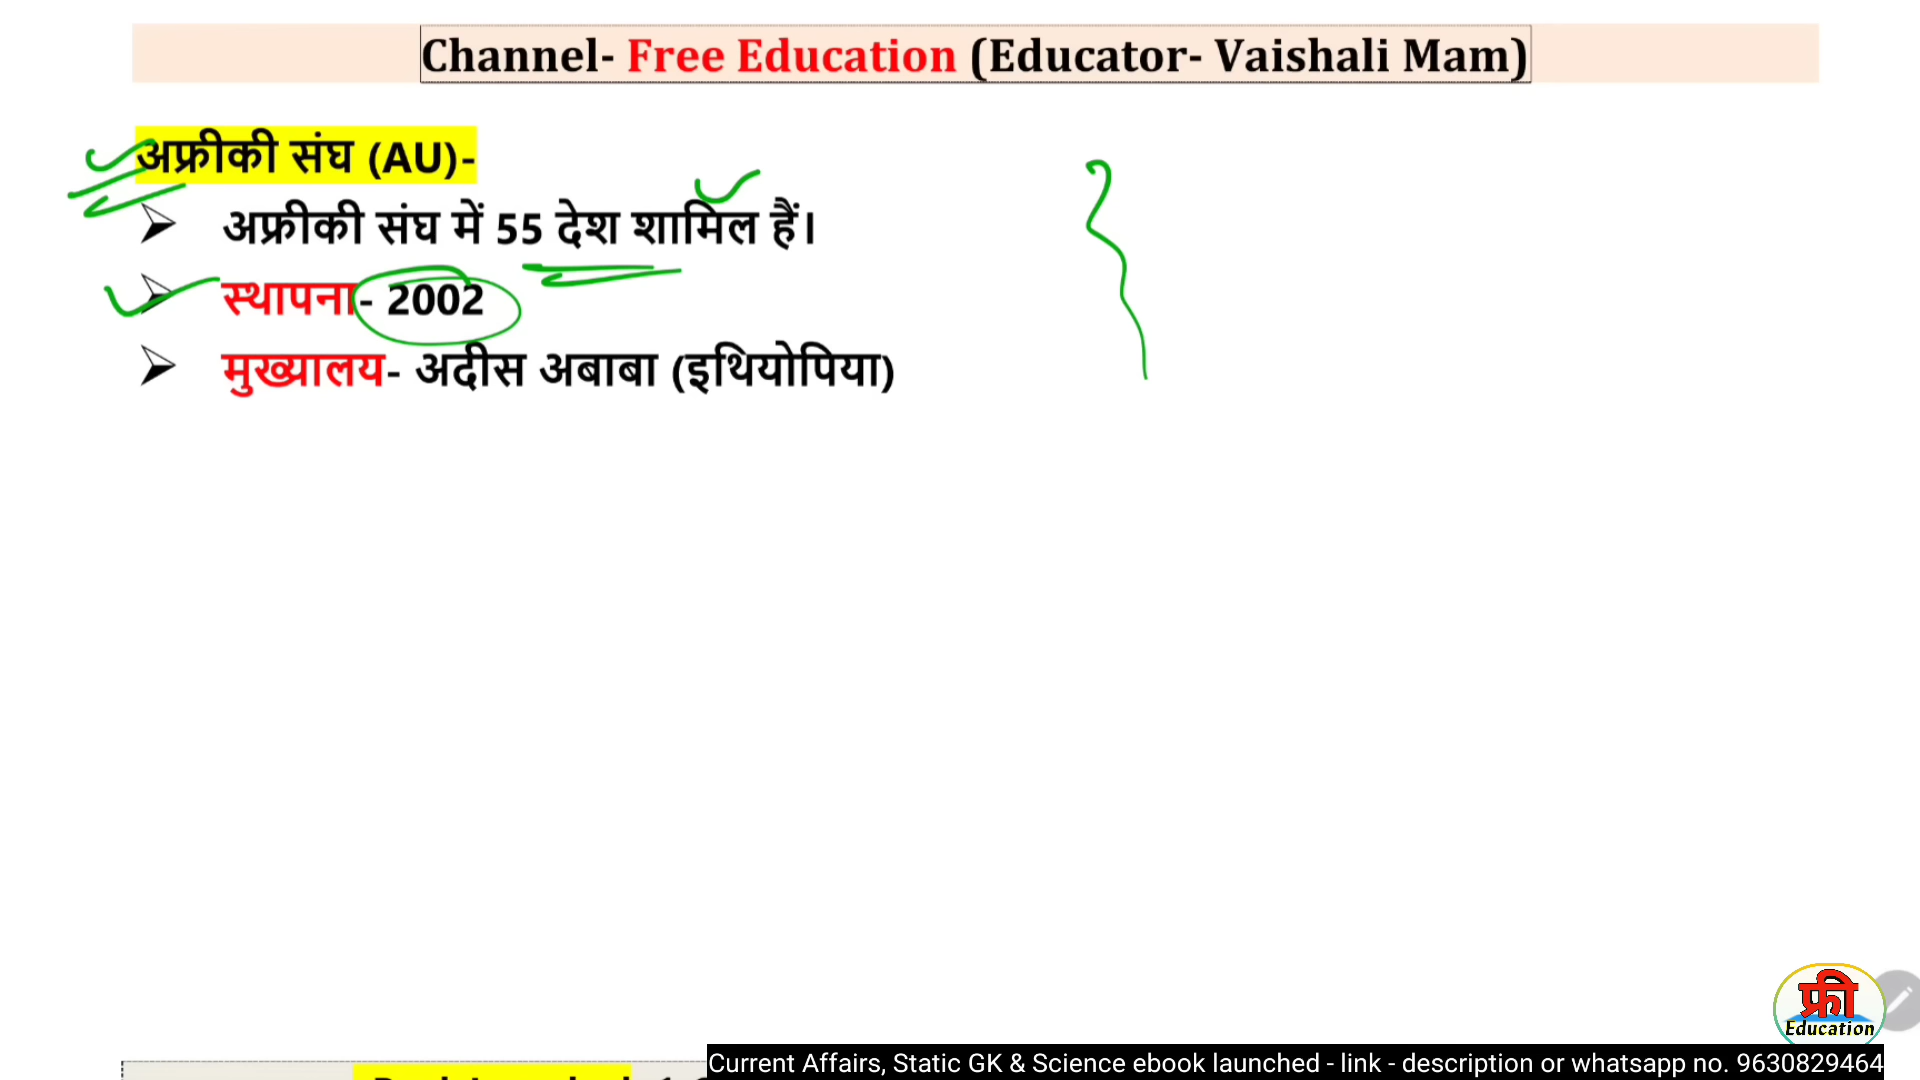 Channel- Free Education (Educator- Vaishali Mam)
अफ्रीकी संघ (AU)-
अफ्रीकी संघ में 55 देश शामिल हैं।
स्थापना- 2002
मुख्यालय- अदीस अबाबा (इथियोपिया)
फ्री
Education
Current Affairs, Static GK & Science ebook launched - link - description or whatsapp no. 9630829464